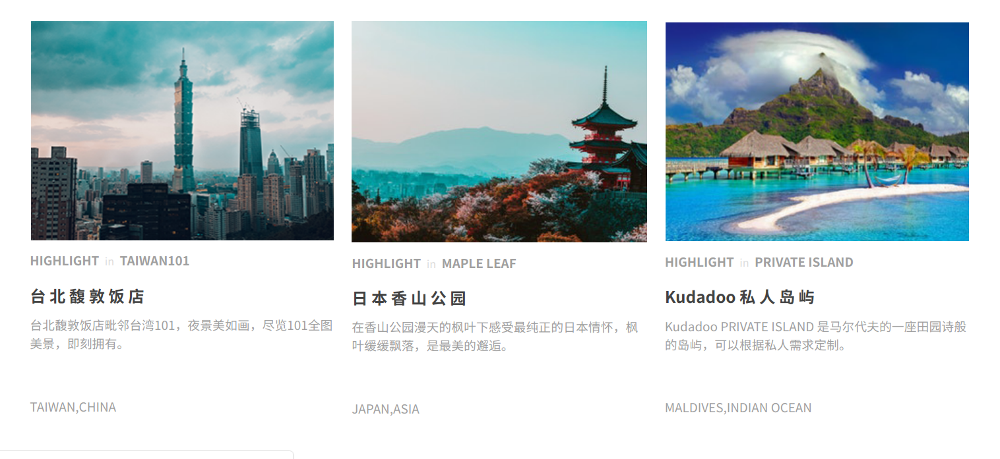 HIGHLIGHT in TAIWAN101
台北馥敦饭店
台北馥敦饭店毗邻台湾101，夜景美如画，尽览101全图
美景，即刻拥有。
TAIWAN,CHINA
HIGHLIGHT in MAPLE LEAF
日本香山公园
在香山公园漫天的枫叶下感受最纯正的日本情怀，枫
叶缓缓飘落，是最美的邂逅。
JAPAN,ASIA
HIGHLIGHT in PRIVATE ISLAND
Kudadoo 私人岛屿
Kudadoo PRIVATE ISLAND 是马尔代夫的一座田园诗般
的岛屿，可以根据私人需求定制。
MALDIVES,INDIAN OCEAN